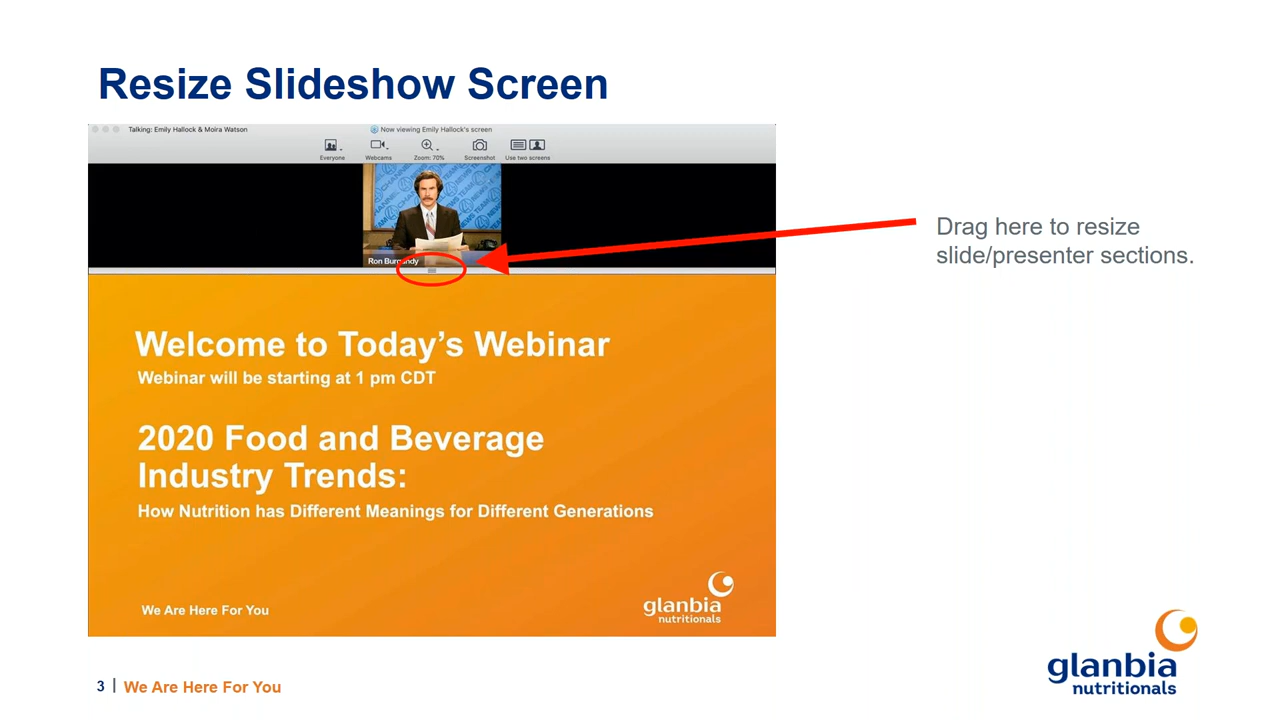 Resize Slideshow Screen
Talking: Emily Hallock & Moira Watson
Now viewing Emily Hallock's screen
Everyone
Webcams
Zoom: 70%
Screenshot
Use two screens
Ron Burgundy
Drag here to resize
slide/presenter sections.
Welcome to Today's Webinar
Webinar will be starting at 1 pm CDT
2020 Food and Beverage
Industry Trends:
How Nutrition has Different Meanings for Different Generations
We Are Here For You
glanbia
nutritionals
glanbia
nutritionals
3 | We Are Here For You